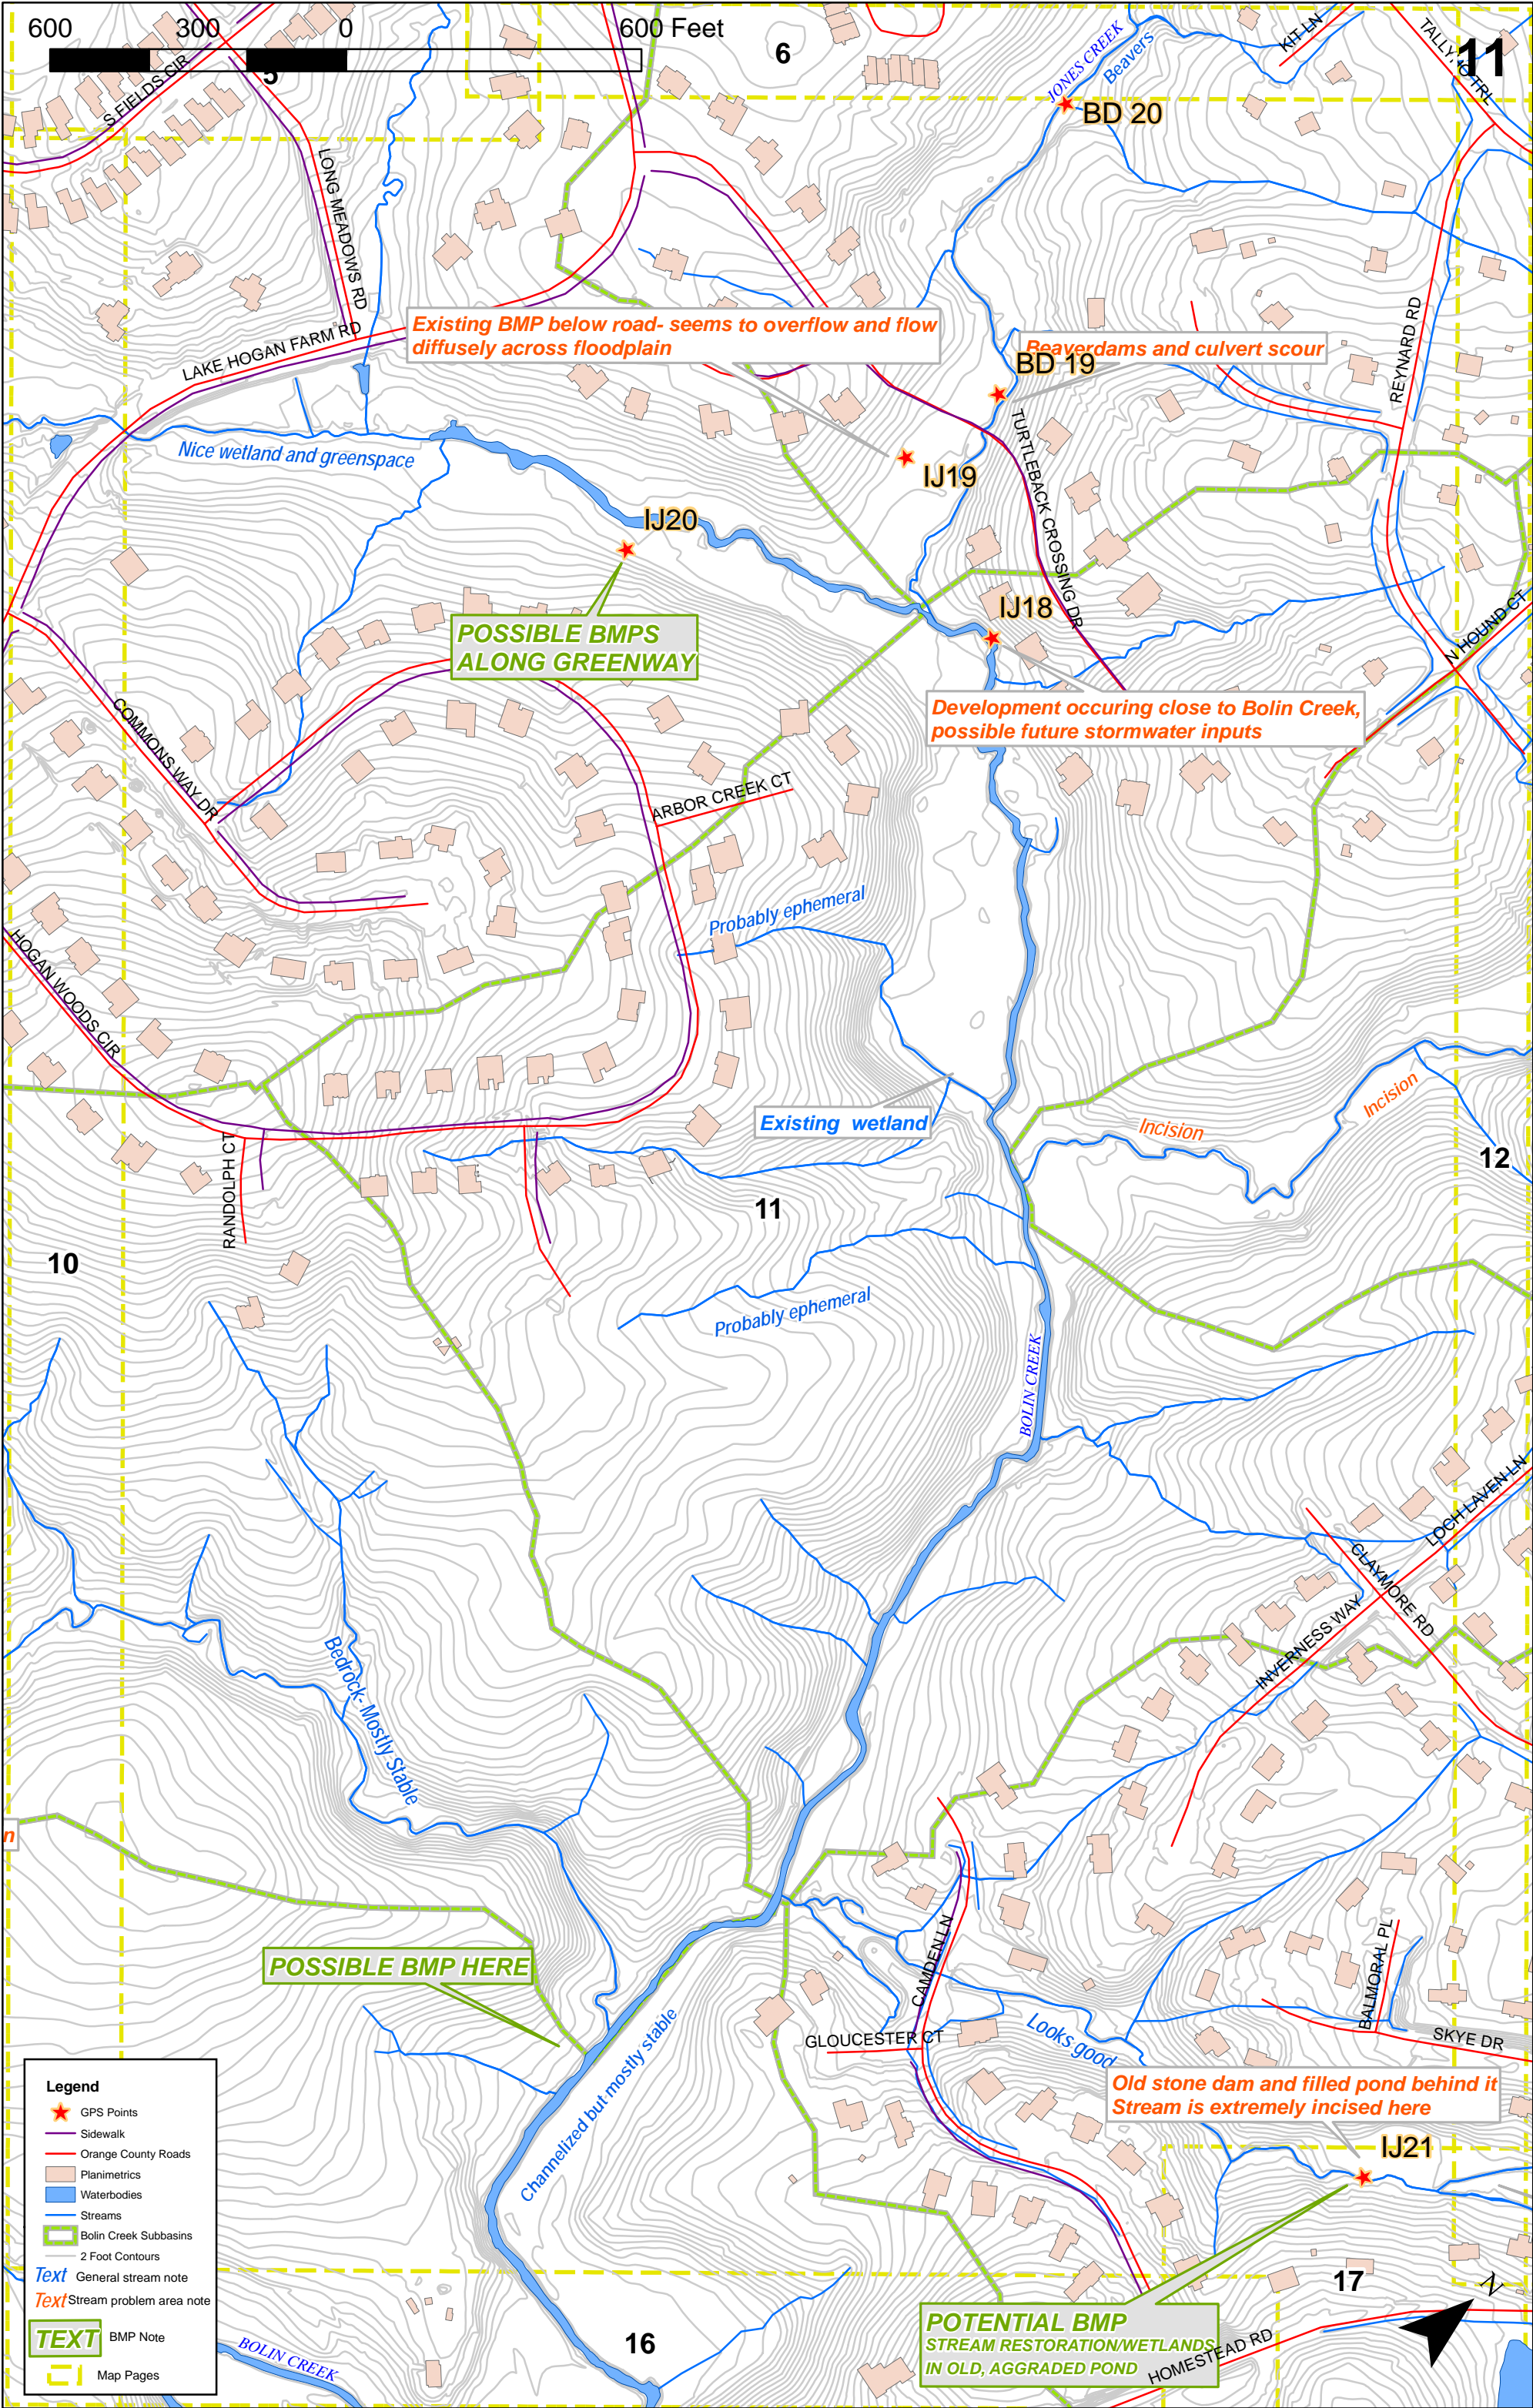 600 300 0 600 Feet
5
6
11
S FIELDS CIR
LONG MEADOWS RD
JONES CREEK
Beavers
KIT LN
BD 20
LAKE HOGAN FARM RD
Existing BMP below road- seems to overflow and flow
diffusely across floodplain
Beaverdams and culvert scour
BD 19
REYNARD RD
TURTLEBACK CROSSING DR
Nice wetland and greenspace
IJ19
IJ20
IJ18
N HOUND CT
POSSIBLE BMPS
ALONG GREENWAY
Development occuring close to Bolin Creek,
possible future stormwater inputs
COMMONS WAY DR
ARBOR CREEK CT
Probably ephemeral
HOGAN WOODS CIR
Existing wetland
Incision
Incision
RANDOLPH CT
12
11
10
Probably ephemeral
BOLIN CREEK
LOCH LAVEN LN
CLAYMORE RD
INVERNESS WAY
Bedrock- Mostly Stable
n
POSSIBLE BMP HERE
Channelized but mostly stable
CAMDEN LN
GLOUCESTER CT
Looks good
BALMORAL PL
SKYE DR
Old stone dam and filled pond behind it
Stream is extremely incised here
IJ21
Legend
GPS Points
Sidewalk
Orange County Roads
Planimetrics
Waterbodies
Streams
Bolin Creek Subbasins
2 Foot Contours
Text General stream note
Text Stream problem area note
TEXT BMP Note
Map Pages
BOLIN CREEK
16
17
N
POTENTIAL BMP
STREAM RESTORATION/WETLANDS
IN OLD, AGGRADED POND
HOMESTEAD RD